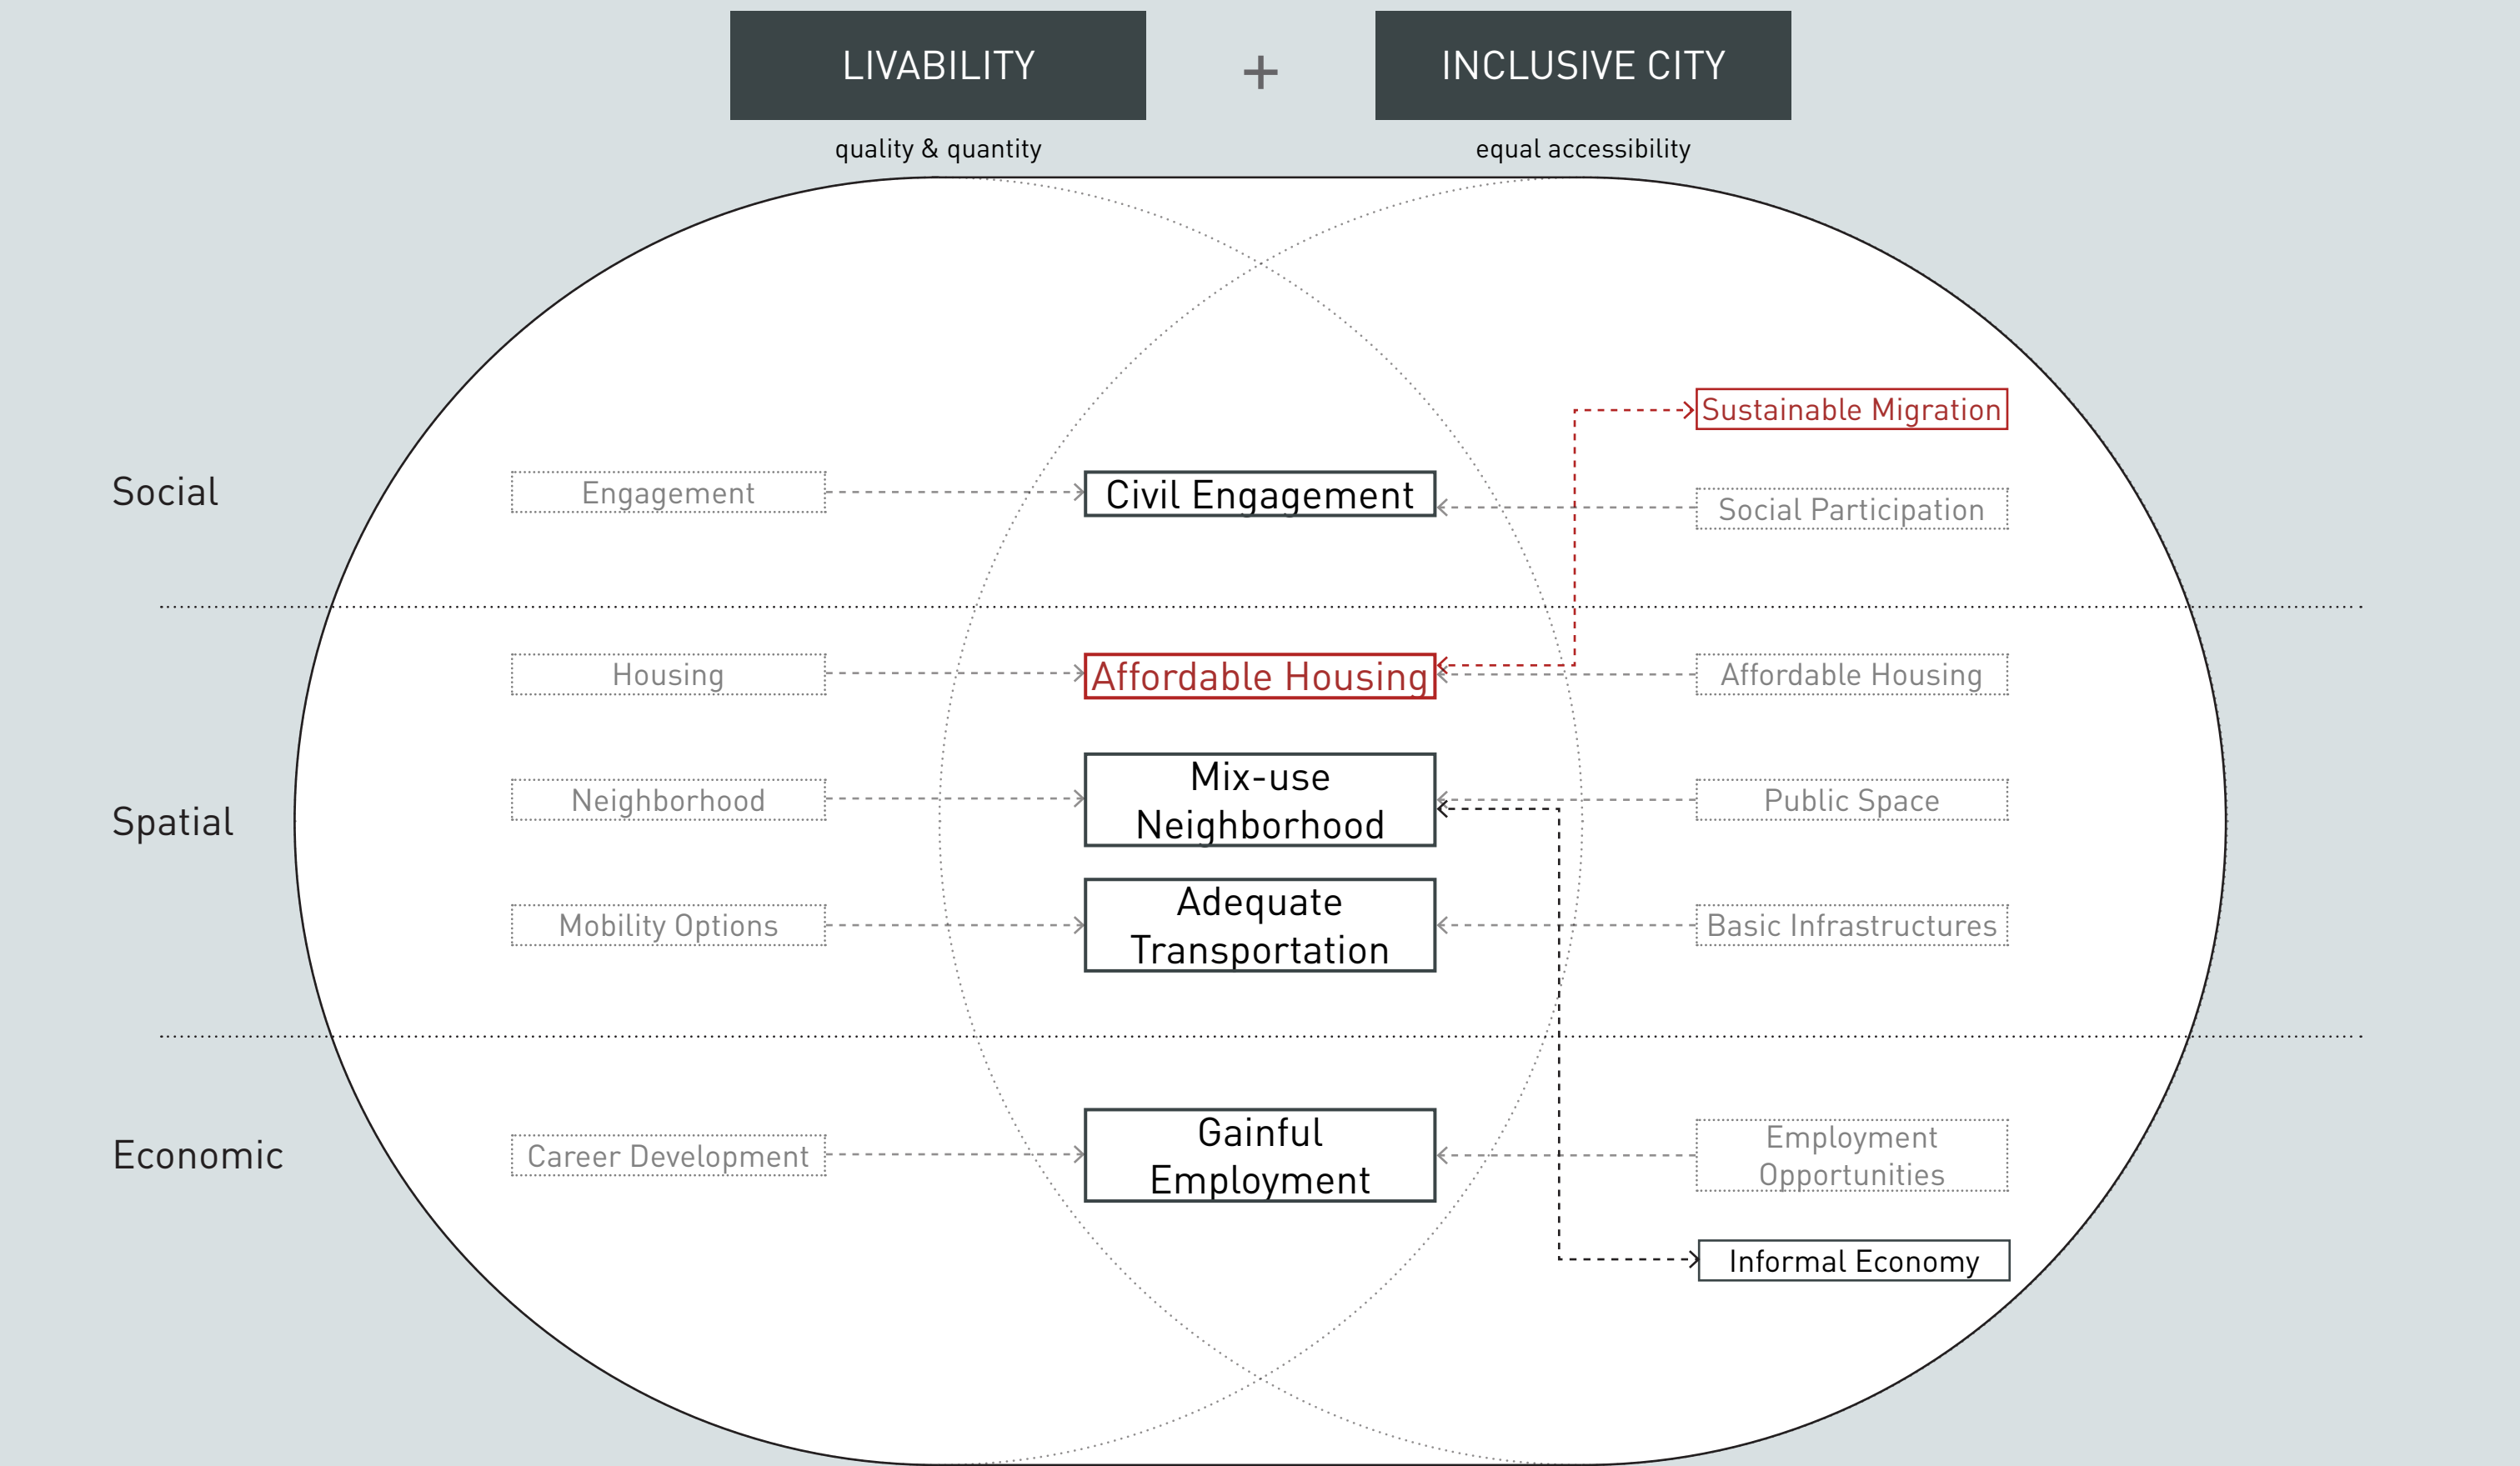 LIVABILITY
+
INCLUSIVE CITY
quality & quantity
equal accessibility
Sustainable Migration
Social
Engagement
Civil Engagement
Social Participation
Housing
Affordable Housing
Affordable Housing
Spatial
Neighborhood
Mix-use
Neighborhood
Public Space
Mobility Options
Adequate
Transportation
Basic Infrastructures
Economic
Career Development
Gainful
Employment
Employment
Opportunities
Informal Economy